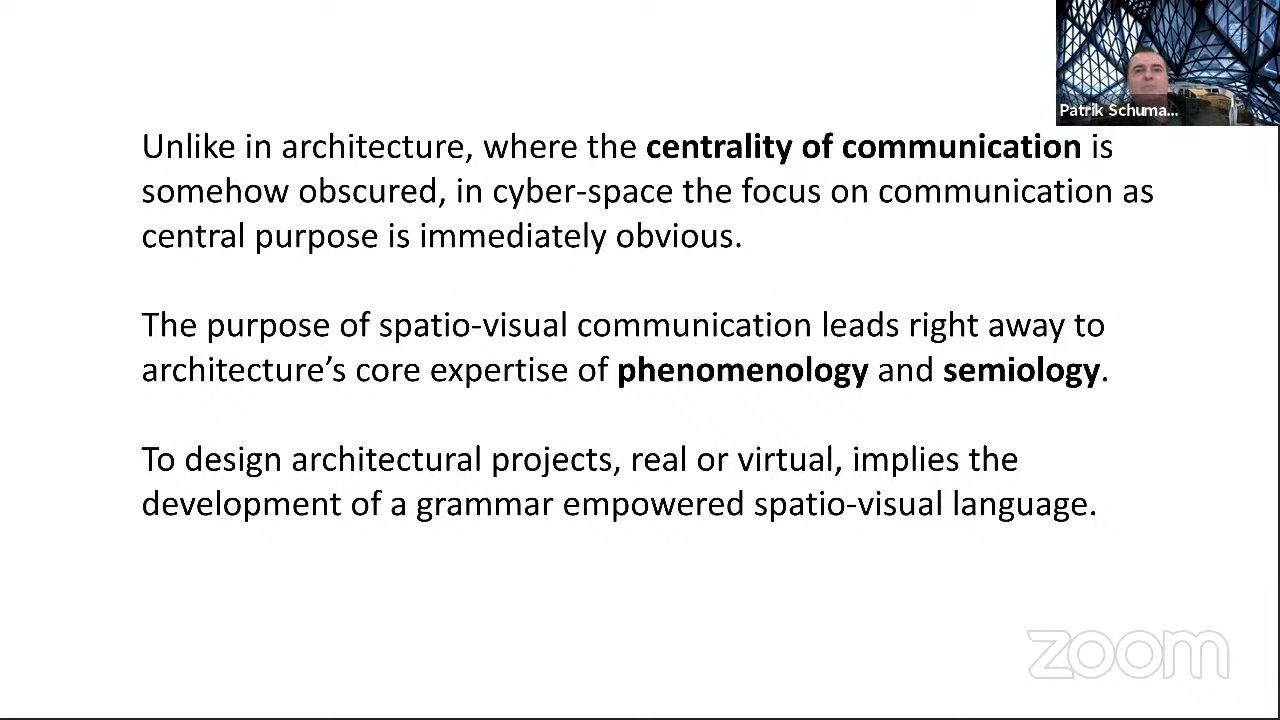 Patrik Schuma...
Unlike in architecture, where the centrality of communication is
somehow obscured, in cyber-space the focus on communication as
central purpose is immediately obvious.
The purpose of spatio-visual communication leads right away to
architecture’s core expertise of phenomenology and semiology.
To design architectural projects, real or virtual, implies the
development of a grammar empowered spatio-visual language.
zoom